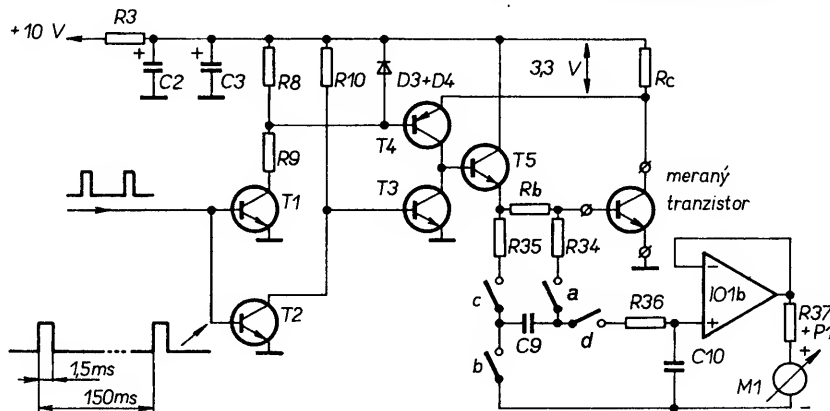 +10 V
R3
+
C2
+
C3
R8
R10
D3+D4
3,3 V
Rc
T4
R9
T5
T1
T3
Rb
meraný
tranzistor
R35
R34
T2
c
a
C9
d
R36
-
+
IO1b
R37
+P1
+
b
C10
M1
-
1,5ms
150ms